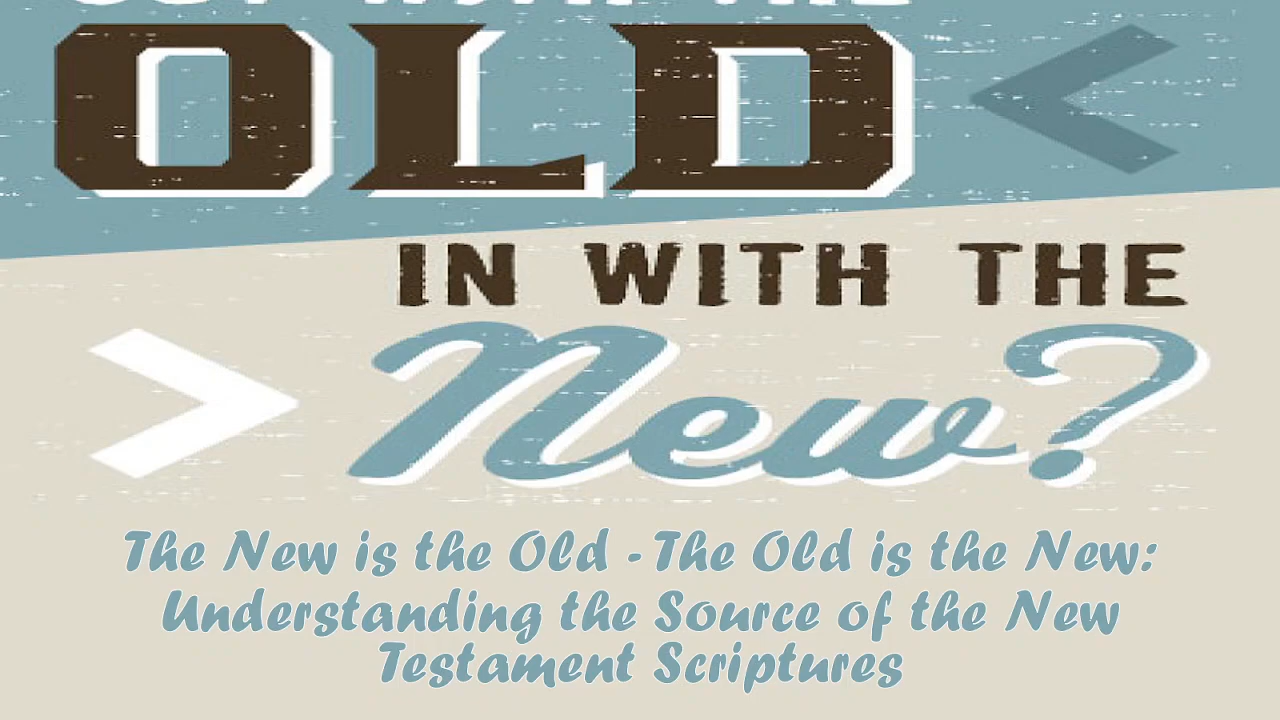 OLD
IN WITH THE
New?
The New is the Old - The Old is the New:
Understanding the Source of the New
Testament Scriptures